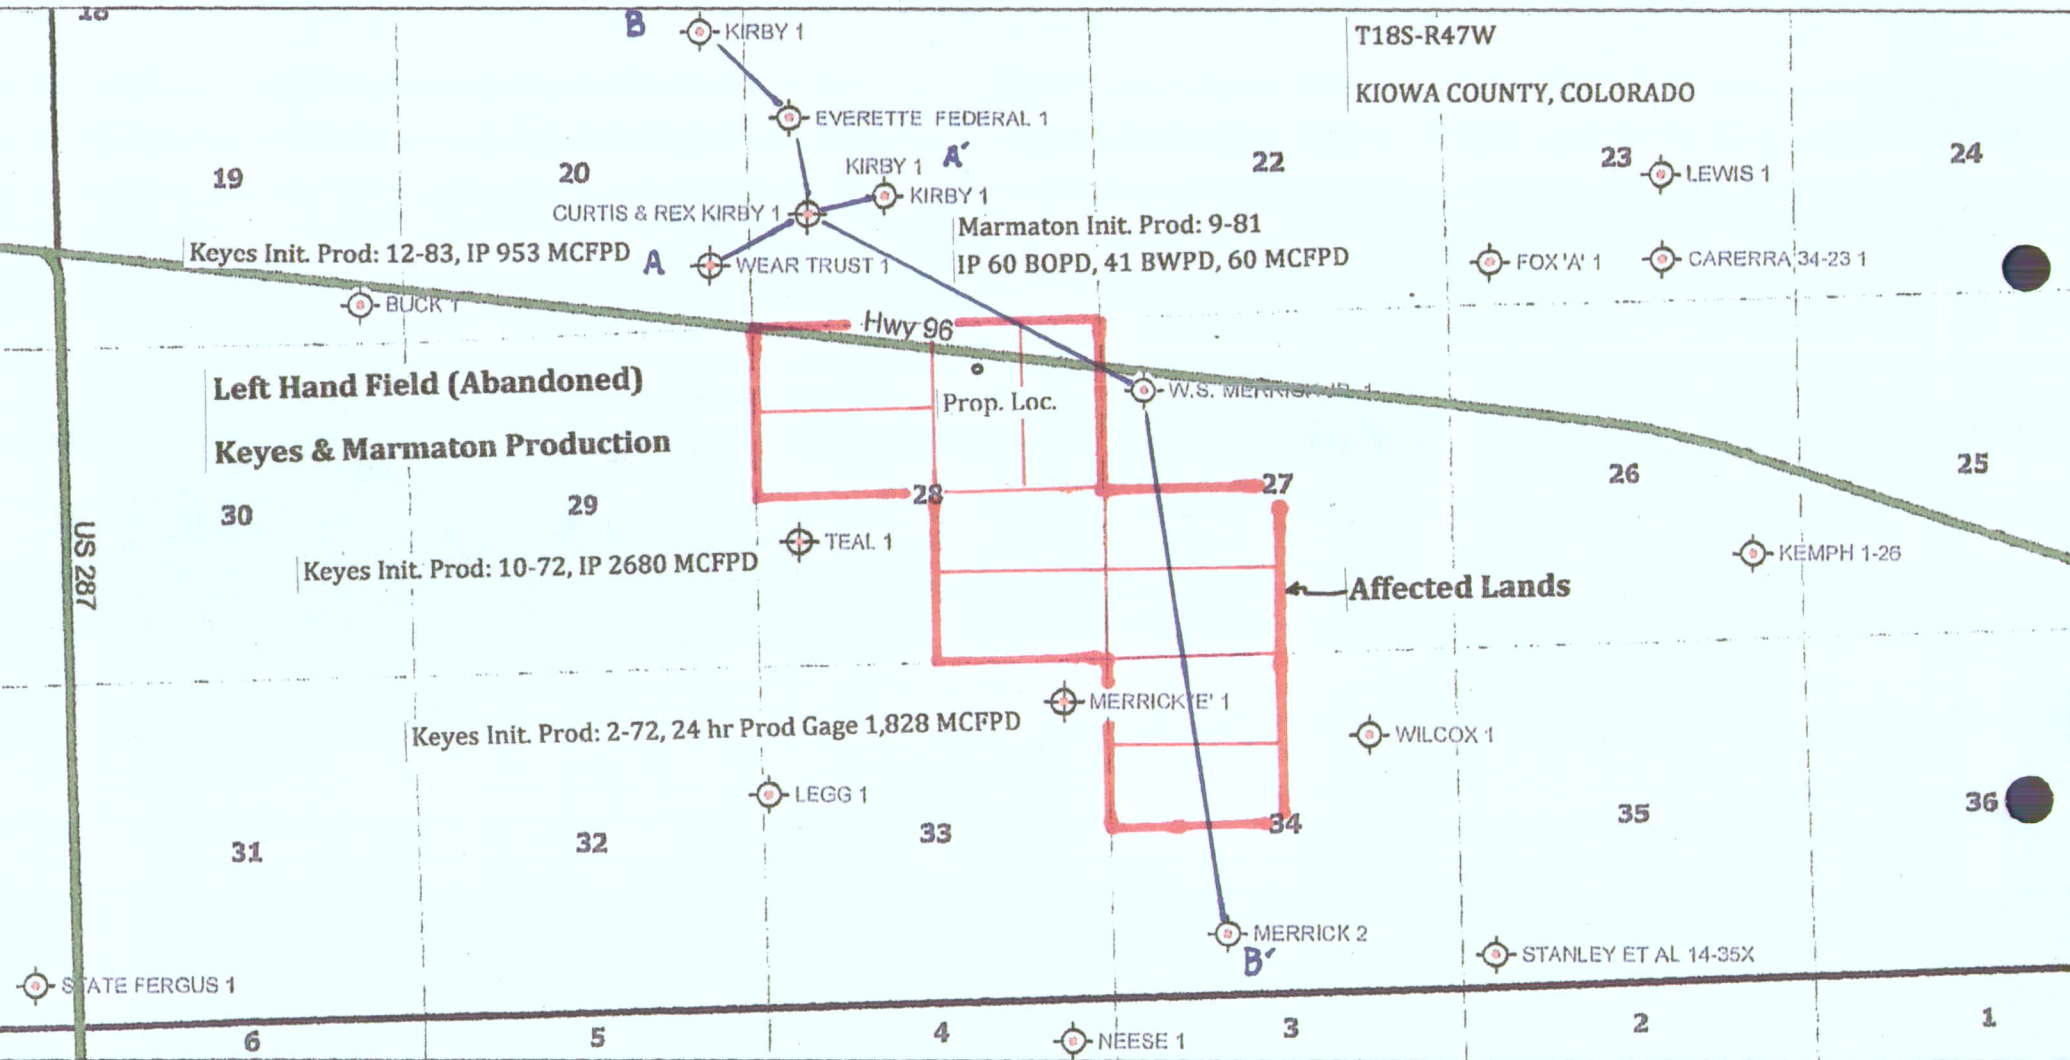 18
B
KIRBY 1
T18S-R47W
KIOWA COUNTY, COLORADO
EVERETTE FEDERAL 1
19
20
KIRBY 1
A'
22
23
LEWIS 1
24
CURTIS & REX KIRBY 1
KIRBY 1
Keyes Init. Prod: 12-83, IP 953 MCFPD
A
WEAR TRUST 1
Marmaton Init. Prod: 9-81
IP 60 BOPD, 41 BWPD, 60 MCFPD
FOX 'A' 1
CARERRA 34-23 1
BUCK 1
Hwy 96
Left Hand Field (Abandoned)
Keyes & Marmaton Production
Prop. Loc.
W.S. MERRICK JR. 1
30
29
28
27
26
25
US 287
TEAL 1
Keyes Init. Prod: 10-72, IP 2680 MCFPD
KEMPH 1-26
Affected Lands
MERRICK 'E' 1
Keyes Init. Prod: 2-72, 24 hr Prod Gage 1,828 MCFPD
WILCOX 1
LEGG 1
31
32
33
34
35
36
MERRICK 2
B'
STANLEY ET AL 14-35X
STATE FERGUS 1
6
5
4
NEESE 1
3
2
1